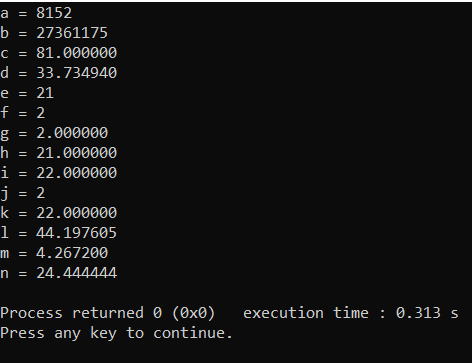 a = 8152
b = 27361175
c = 81.000000
d = 33.734940
e = 21
f = 2
g = 2.000000
h = 21.000000
i = 22.000000
j = 2
k = 22.000000
l = 44.197605
m = 4.267200
n = 24.444444
Process returned 0 (0x0)   execution time : 0.313 s
Press any key to continue.